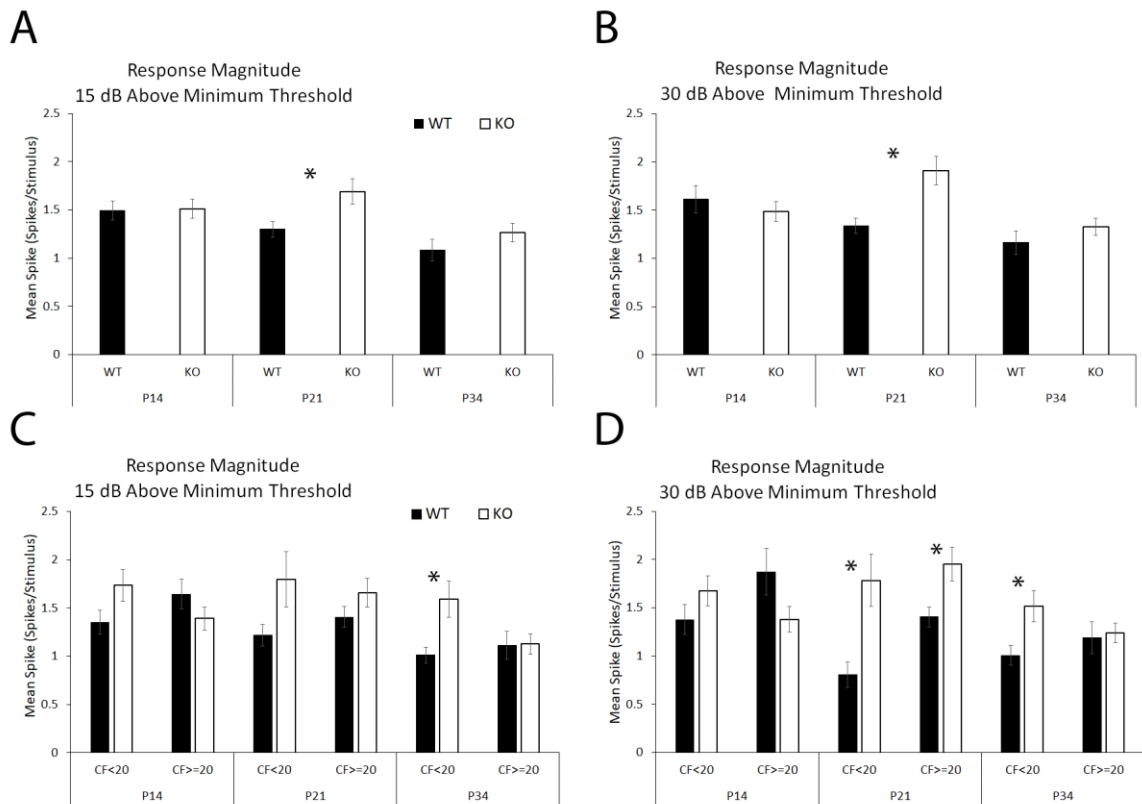 A
Response Magnitude
15 dB Above Minimum Threshold
WT KO
Mean Spike (Spikes/Stimulus)
2.5
2
1.5
1
0.5
0
*
WT KO WT KO WT KO
P14 P21 P34
B
Response Magnitude
30 dB Above Minimum Threshold
Mean Spike (Spikes/Stimulus)
2.5
2
1.5
1
0.5
0
*
WT KO WT KO WT KO
P14 P21 P34
C
Response Magnitude
15 dB Above Minimum Threshold
WT KO
Mean Spike (Spikes/Stimulus)
2.5
2
1.5
1
0.5
0
*
CF<20 CF>=20 CF<20 CF>=20 CF<20 CF>=20
P14 P21 P34
D
Response Magnitude
30 dB Above Minimum Threshold
Mean Spike (Spikes/Stimulus)
2.5
2
1.5
1
0.5
0
* * *
CF<20 CF>=20 CF<20 CF>=20 CF<20 CF>=20
P14 P21 P34